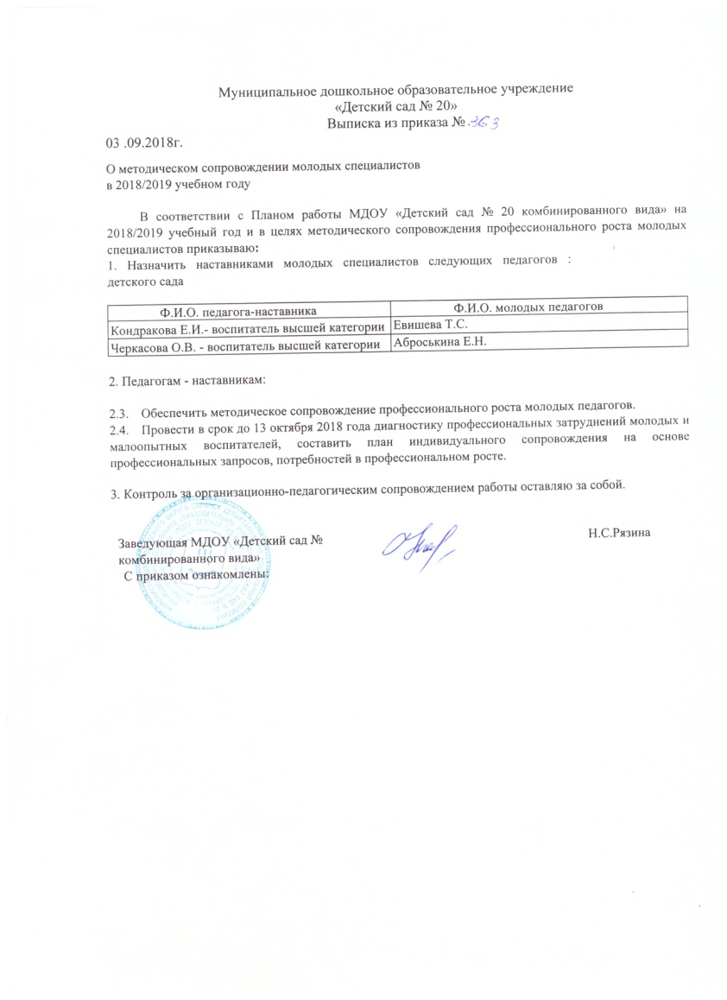 Муниципальное дошкольное образовательное учреждение
«Детский сад № 20»
Выписка из приказа № 363
03 .09.2018г.
О методическом сопровождении молодых специалистов
в 2018/2019 учебном году
В соответствии с Планом работы МДОУ «Детский сад № 20 комбинированного вида» на
2018/2019 учебный год и в целях методического сопровождения профессионального роста молодых
специалистов приказываю:
1. Назначить наставниками молодых специалистов следующих педагогов :
детского сада
Ф.И.О. педагога-наставника Ф.И.О. молодых педагогов
Кондракова Е.И.- воспитатель высшей категории Евишева Т.С.
Черкасова О.В. - воспитатель высшей категории Аброськина Е.Н.
2. Педагогам - наставникам:
2.3. Обеспечить методическое сопровождение профессионального роста молодых педагогов.
2.4. Провести в срок до 13 октября 2018 года диагностику профессиональных затруднений молодых и
малоопытных воспитателей, составить план индивидуального сопровождения на основе
профессиональных запросов, потребностей в профессиональном росте.
3. Контроль за организационно-педагогическим сопровождением работы оставляю за собой.
Заведующая МДОУ «Детский сад № Н.С.Рязина
комбинированного вида»
С приказом ознакомлены: